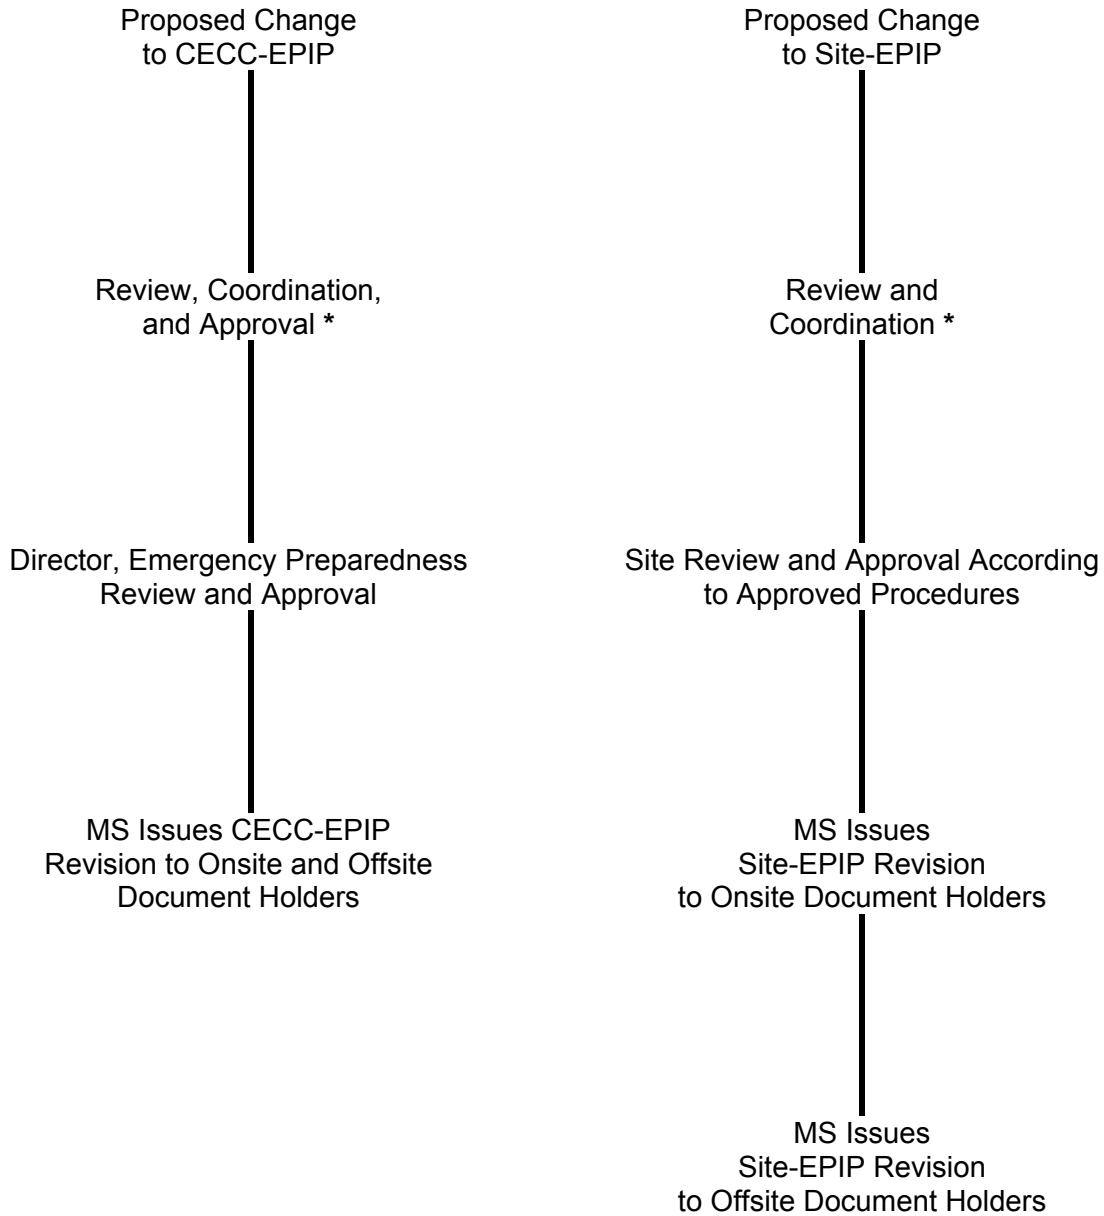 Proposed Change
to CECC-EPIP
Review, Coordination,
and Approval *
Director, Emergency Preparedness
Review and Approval
MS Issues CECC-EPIP
Revision to Onsite and Offsite
Document Holders
Proposed Change
to Site-EPIP
Review and
Coordination *
Site Review and Approval According
to Approved Procedures
MS Issues
Site-EPIP Revision
to Onsite Document Holders
MS Issues
Site-EPIP Revision
to Offsite Document Holders